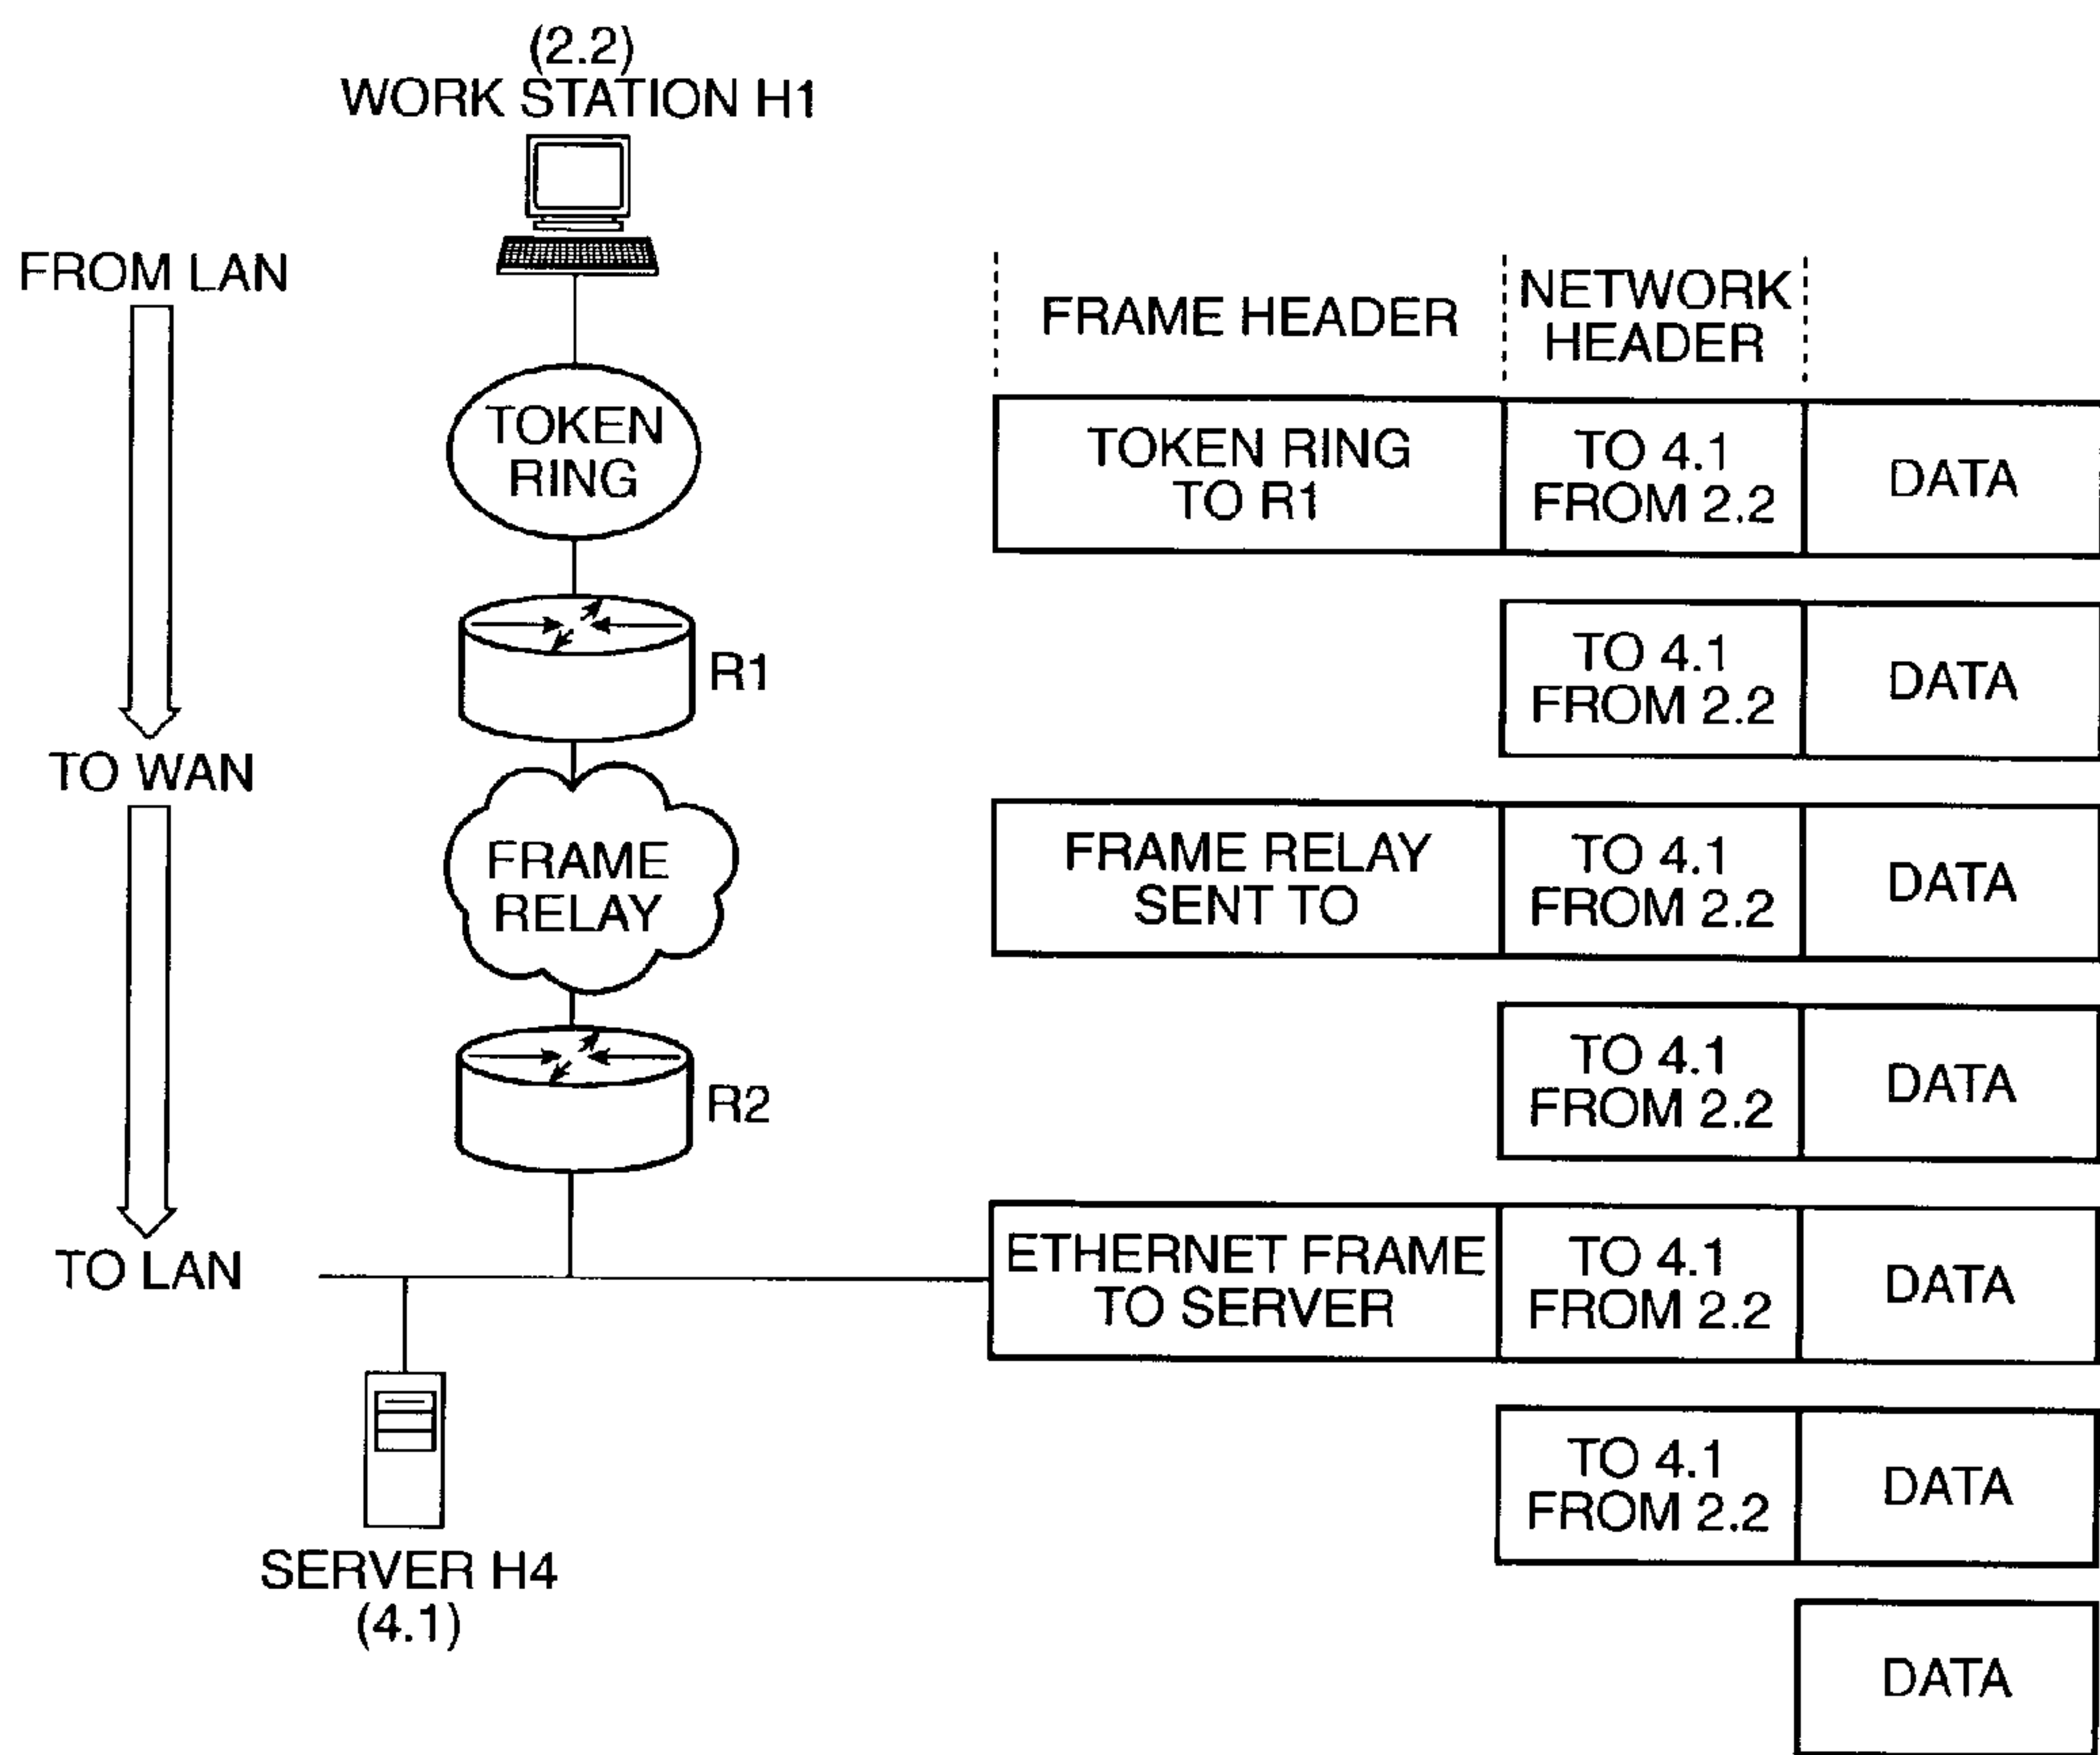 (2.2)
WORK STATION H1
FROM LAN
TOKEN
RING
R1
TO WAN
FRAME
RELAY
R2
TO LAN
SERVER H4
(4.1)
FRAME HEADER
NETWORK
HEADER
TOKEN RING
TO R1
TO 4.1
FROM 2.2
DATA
TO 4.1
FROM 2.2
DATA
FRAME RELAY
SENT TO
TO 4.1
FROM 2.2
DATA
TO 4.1
FROM 2.2
DATA
ETHERNET FRAME
TO SERVER
TO 4.1
FROM 2.2
DATA
TO 4.1
FROM 2.2
DATA
DATA